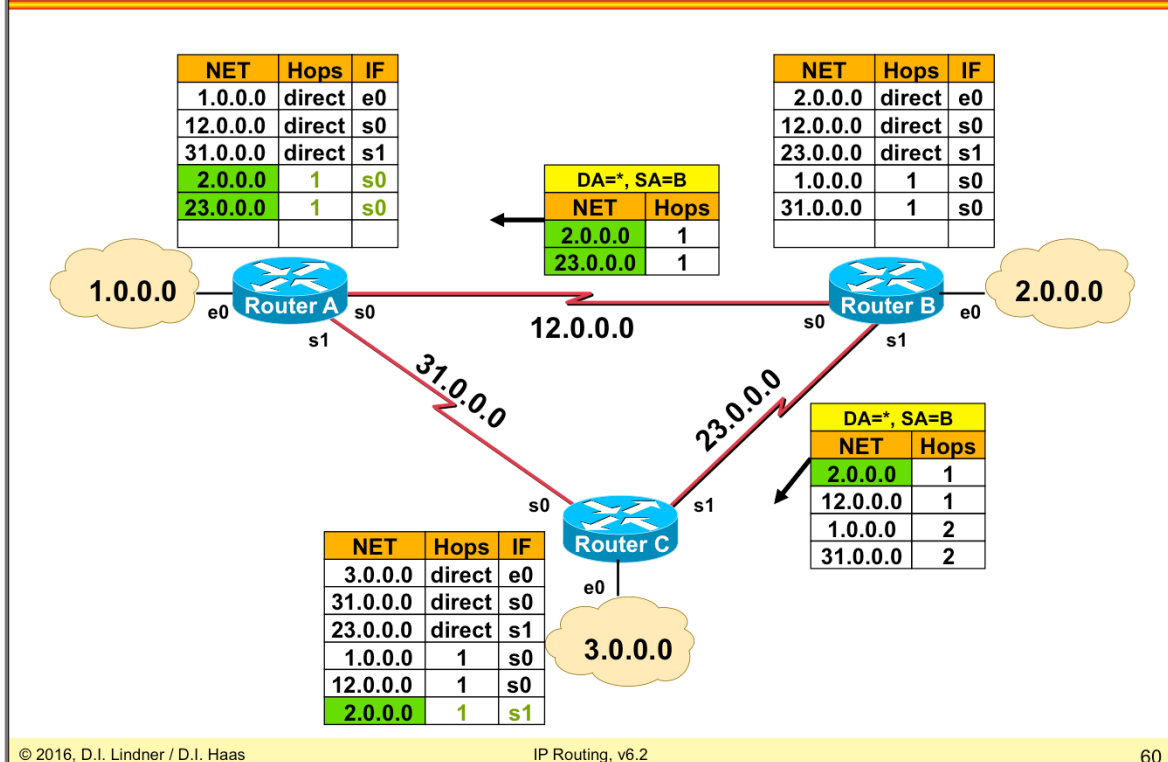 NET Hops IF
1.0.0.0 direct e0
12.0.0.0 direct s0
31.0.0.0 direct s1
2.0.0.0 1 s0
23.0.0.0 1 s0
NET Hops IF
2.0.0.0 direct e0
12.0.0.0 direct s0
23.0.0.0 direct s1
1.0.0.0 1 s0
31.0.0.0 1 s0
DA=*, SA=B
NET Hops
2.0.0.0 1
23.0.0.0 1
1.0.0.0
e0
Router A
s0
s1
12.0.0.0
s0
Router B
e0
s1
2.0.0.0
31.0.0.0
23.0.0.0
DA=*, SA=B
NET Hops
2.0.0.0 1
12.0.0.0 1
1.0.0.0 2
31.0.0.0 2
s0
Router C
s1
e0
3.0.0.0
NET Hops IF
3.0.0.0 direct e0
31.0.0.0 direct s0
23.0.0.0 direct s1
1.0.0.0 1 s0
12.0.0.0 1 s0
2.0.0.0 1 s1
© 2016, D.I. Lindner / D.I. Haas
IP Routing, v6.2
60